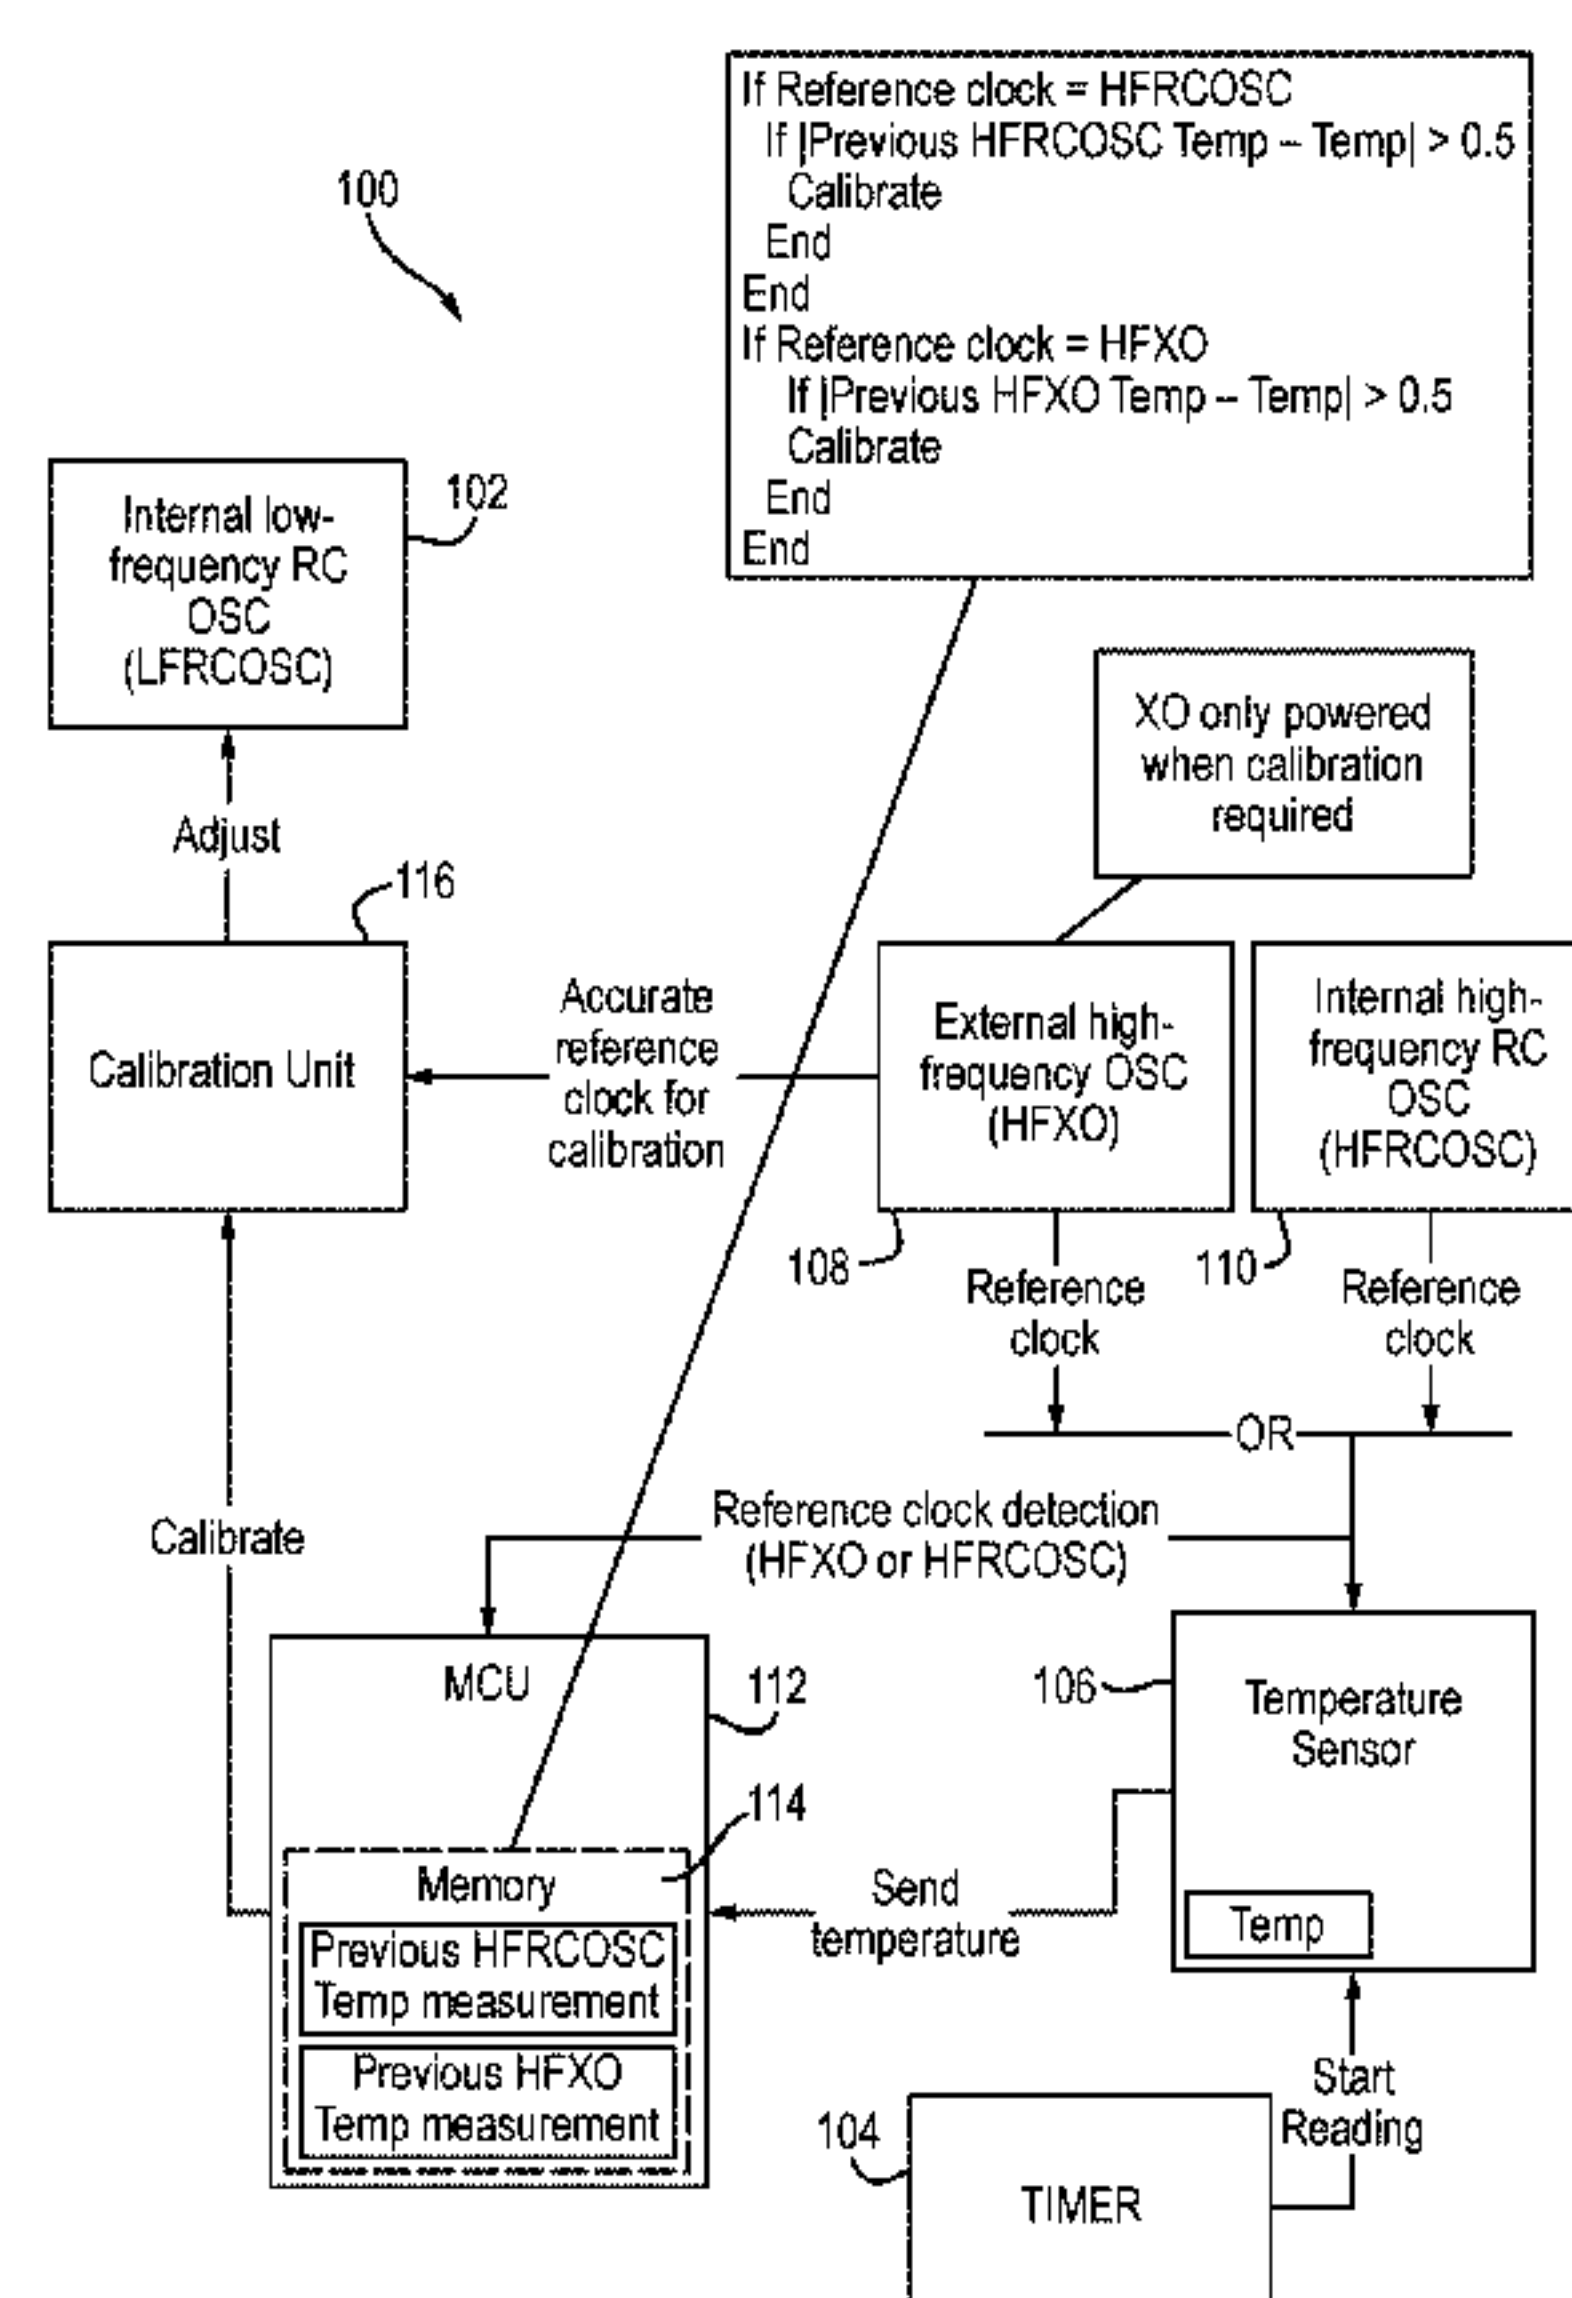 If Reference clock = HFRCOSC
If |Previous HFRCOSC Temp – Temp| > 0.5
Calibrate
End
End
If Reference clock = HFXO
If |Previous HFXO Temp – Temp| > 0.5
Calibrate
End
End
100
Internal low-
frequency RC
OSC
(LFRCOSC)
102
XO only powered
when calibration
required
Adjust
116
Calibration Unit
Accurate
reference
clock for
calibration
External high-
frequency OSC
(HFXO)
Internal high-
frequency RC
OSC
(HFRCOSC)
108
110
Reference
clock
Reference
clock
OR
Reference clock detection
(HFXO or HFRCOSC)
Calibrate
MCU
112
106
Temperature
Sensor
114
Memory
Previous HFRCOSC
Temp measurement
Previous HFXO
Temp measurement
Send
temperature
Temp
Start
Reading
104
TIMER